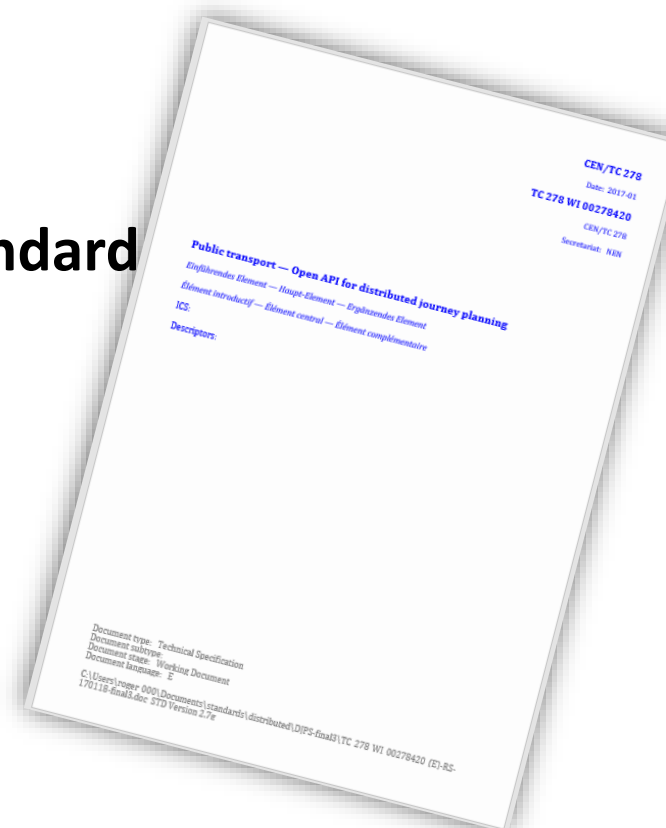 ndard
CEN/TC 278
Date: 2017-01
TC 278 WI 00278420
CEN/TC 278
Secretariat: NEN
Public transport — Open API for distributed journey planning
Einführendes Element — Haupt-Element — Ergänzendes Element
Élément introductif — Élément central — Élément complémentaire
ICS:
Descriptors:
Document type: Technical Specification
Document subtype:
Document stage: Working Document
Document language: E
C:\Users\roger 000\Documents\standards\distributed\DJPS-final3\TC 278 WI 00278420 (E)-RS-
170118-final3.doc STD Version 2.7e